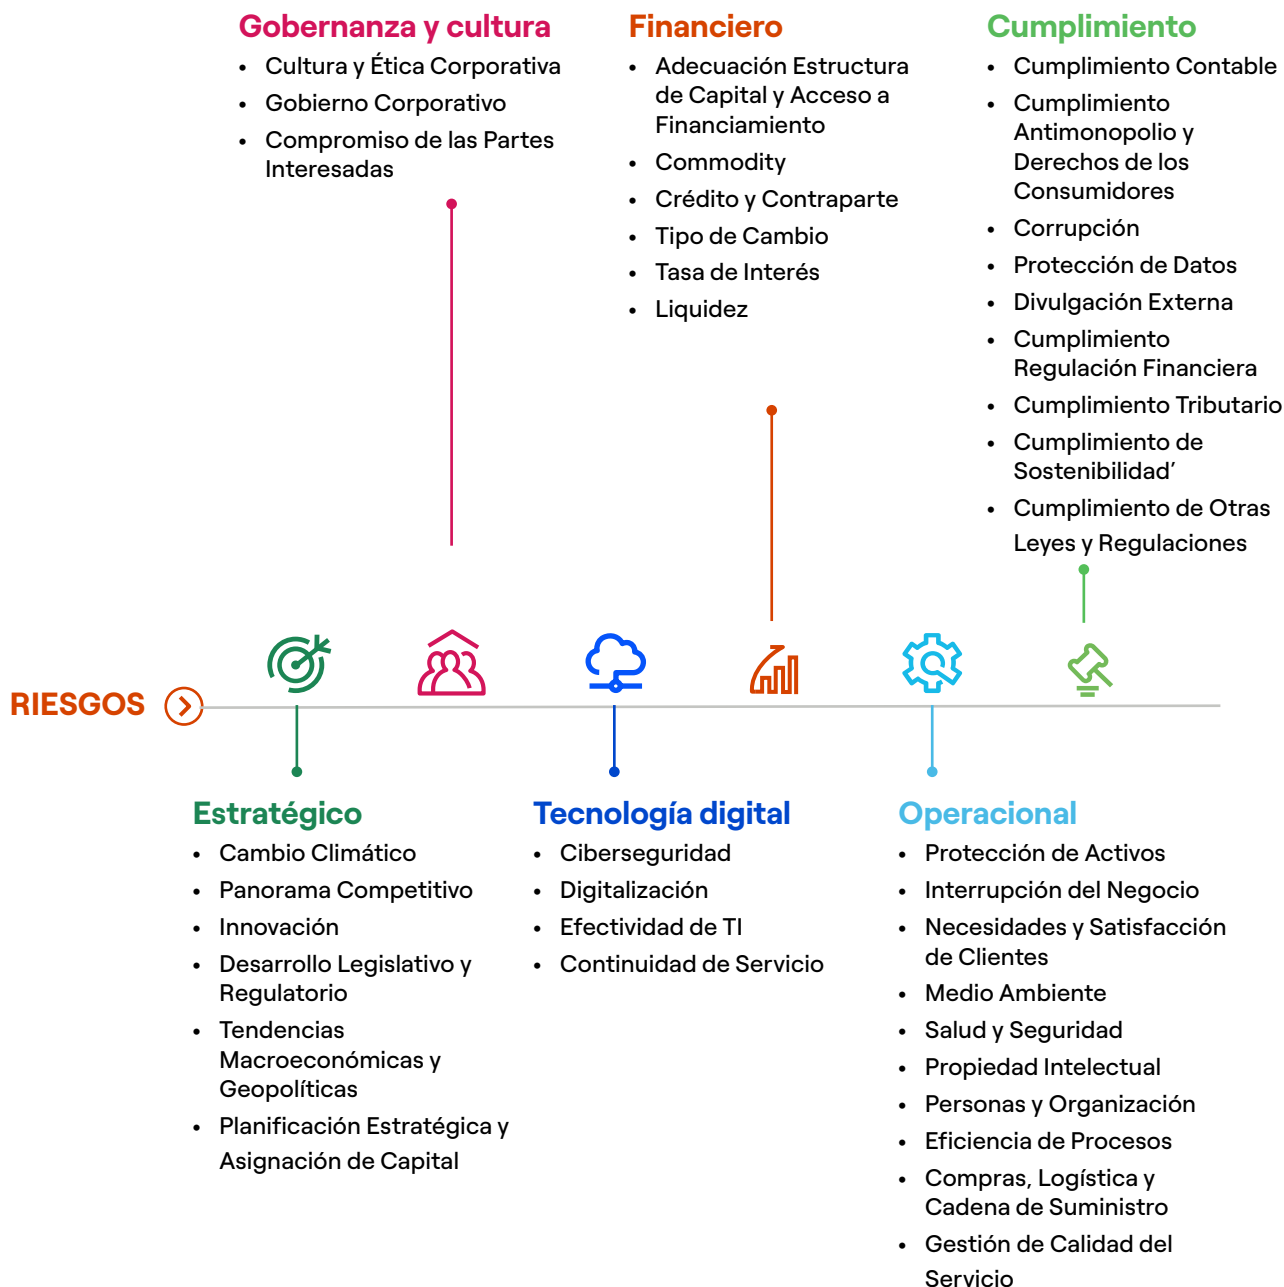 Gobernanza y cultura
• Cultura y Ética Corporativa
• Gobierno Corporativo
• Compromiso de las Partes
Interesadas
Financiero
• Adecuación Estructura
de Capital y Acceso a
Financiamiento
• Commodity
• Crédito y Contraparte
• Tipo de Cambio
• Tasa de Interés
• Liquidez
Cumplimiento
• Cumplimiento Contable
• Cumplimiento
Antimonopolio y
Derechos de los
Consumidores
• Corrupción
• Protección de Datos
• Divulgación Externa
• Cumplimiento
Regulación Financiera
• Cumplimiento Tributario
• Cumplimiento de
Sostenibilidad’
• Cumplimiento de Otras
Leyes y Regulaciones
RIESGOS
Estratégico
• Cambio Climático
• Panorama Competitivo
• Innovación
• Desarrollo Legislativo y
Regulatorio
• Tendencias
Macroeconómicas y
Geopolíticas
• Planificación Estratégica y
Asignación de Capital
Tecnología digital
• Ciberseguridad
• Digitalización
• Efectividad de TI
• Continuidad de Servicio
Operacional
• Protección de Activos
• Interrupción del Negocio
• Necesidades y Satisfacción
de Clientes
• Medio Ambiente
• Salud y Seguridad
• Propiedad Intelectual
• Personas y Organización
• Eficiencia de Procesos
• Compras, Logística y
Cadena de Suministro
• Gestión de Calidad del
Servicio